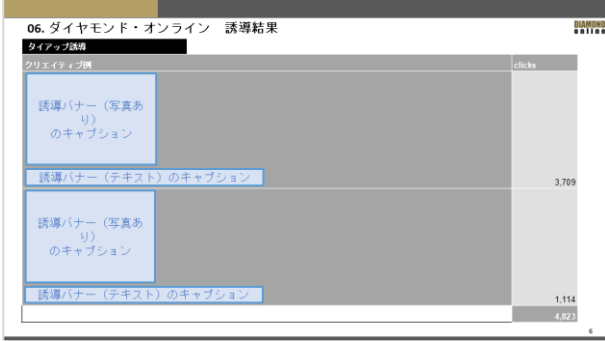 06. ダイヤモンド・オンライン 誘導結果
DIAMOND
online
タイアップ誘導
クリエイティブ例
clicks
誘導バナー（写真あ
り）
のキャプション
誘導バナー（テキスト）のキャプション
3,709
誘導バナー（写真あ
り）
のキャプション
誘導バナー（テキスト）のキャプション
1,114
4,823
6